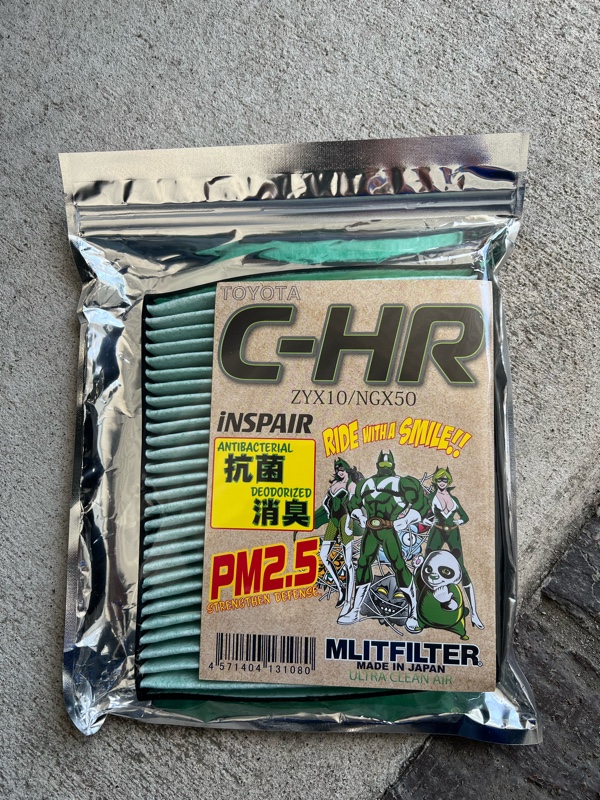 TOYOTA
C-HR
ZYX10/NGX50
iNSPAIR
RIDE WITH A SMILE!!
ANTIBACTERIAL
抗菌
DEODORIZED
消臭
PM2.5
STRENGTHEN DEFENSE
4 571404 131080
MLITFILTER
MADE IN JAPAN
ULTRA CLEAN AIR